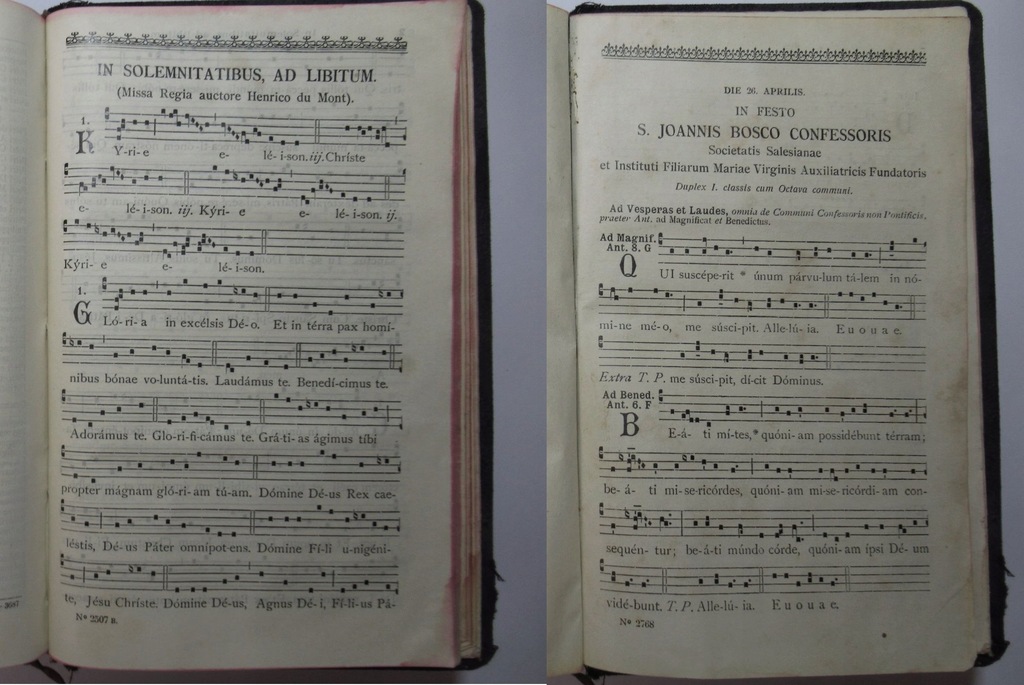 IN SOLEMNITATIBUS, AD LIBITUM.
(Missa Regia auctore Henrico du Mont).
1.
K Y-ri-e e- lé-i-son. iij. Chríste
e- lé-i-son. iij. Kýri-e e- lé-i-son. ij.
Kýri-e e- lé-i-son.
1.
G Ló-ri-a in excélsis Dé-o. Et in térra pax homí-
nibus bónae vo-luntá-tis. Laudámus te. Benedí-cimus te.
Adorámus te. Glo-ri-fi-cámus te. Grá-ti-as ágimus tíbi
propter mágnam gló-ri-am tú-am. Dómine Dé-us Rex cae-
léstis, Dé-us Páter omnípot-ens. Dómine Fí-li u-nigéni-
te, Jésu Chríste. Dómine Dé-us, Agnus Dé-i, Fí-li-us Pá-
Nº 2507 B.
DIE 26. APRILIS.
IN FESTO
S. JOANNIS BOSCO CONFESSORIS
Societatis Salesianae
et Instituti Filiarum Mariae Virginis Auxiliatricis Fundatoris
Duplex I. classis cum Octava communi.
Ad Vesperas et Laudes, omnia de Communi Confessoris non Pontificis,
praeter Ant. ad Magnificat et Benedictus.
Ad Magnif.
Ant. 8. G
Q UI suscépe-rit * únum párvu-lum tá-lem in nó-
mi-ne mé-o, me súsci-pit. Alle-lú-ia. E u o u a e.
Extra T. P. me súsci-pit, dí-cit Dóminus.
Ad Bened.
Ant. 6. F
B E-á- ti mí-tes,* quóni-am possidébunt térram;
be-á- ti mi-se-ricórdes, quóni-am mi-se-ricórdi-am con-
sequén-tur; be-á-ti múndo córde, quóni-am ípsi Dé-um
vidé-bunt. T. P. Alle-lú-ia. E u o u a e.
Nº 2768